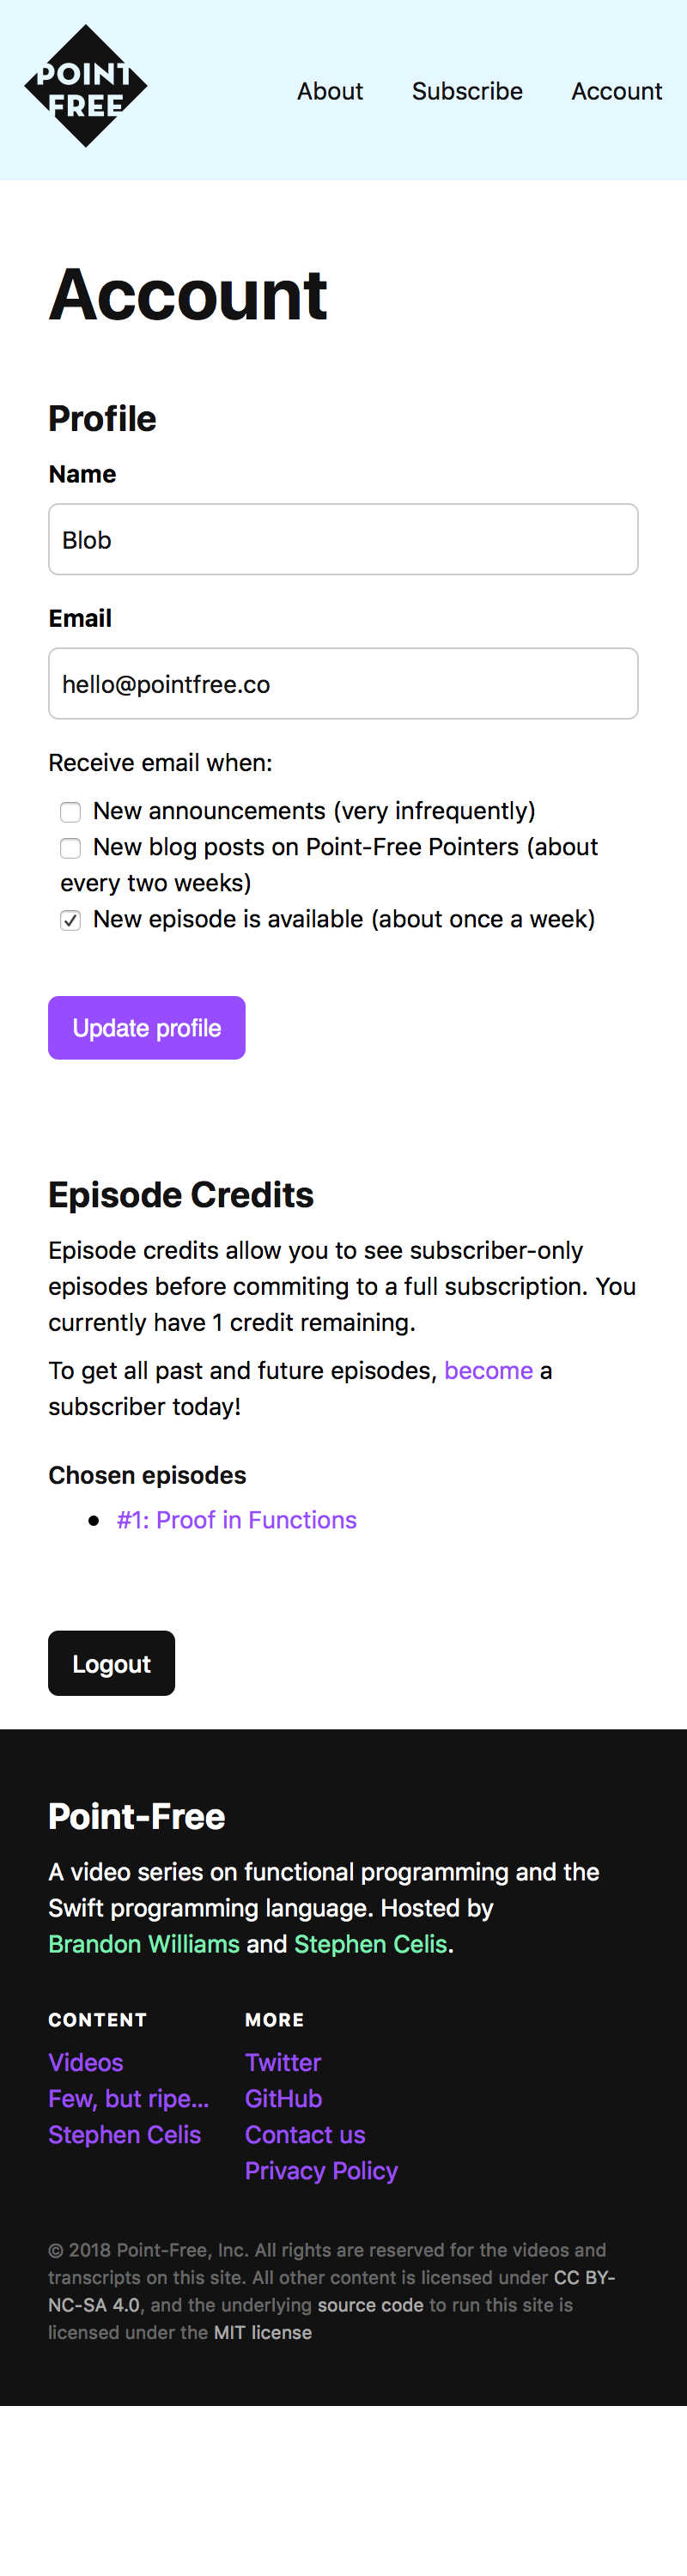 POINT
FREE
About Subscribe Account
Account
Profile
Name
Blob
Email
hello@pointfree.co
Receive email when:
New announcements (very infrequently)
New blog posts on Point-Free Pointers (about
every two weeks)
New episode is available (about once a week)
Update profile
Episode Credits
Episode credits allow you to see subscriber-only
episodes before commiting to a full subscription. You
currently have 1 credit remaining.
To get all past and future episodes, become a
subscriber today!
Chosen episodes
#1: Proof in Functions
Logout
Point-Free
A video series on functional programming and the
Swift programming language. Hosted by
Brandon Williams and Stephen Celis.
CONTENT
Videos
Few, but ripe...
Stephen Celis
MORE
Twitter
GitHub
Contact us
Privacy Policy
© 2018 Point-Free, Inc. All rights are reserved for the videos and
transcripts on this site. All other content is licensed under CC BY-
NC-SA 4.0, and the underlying source code to run this site is
licensed under the MIT license